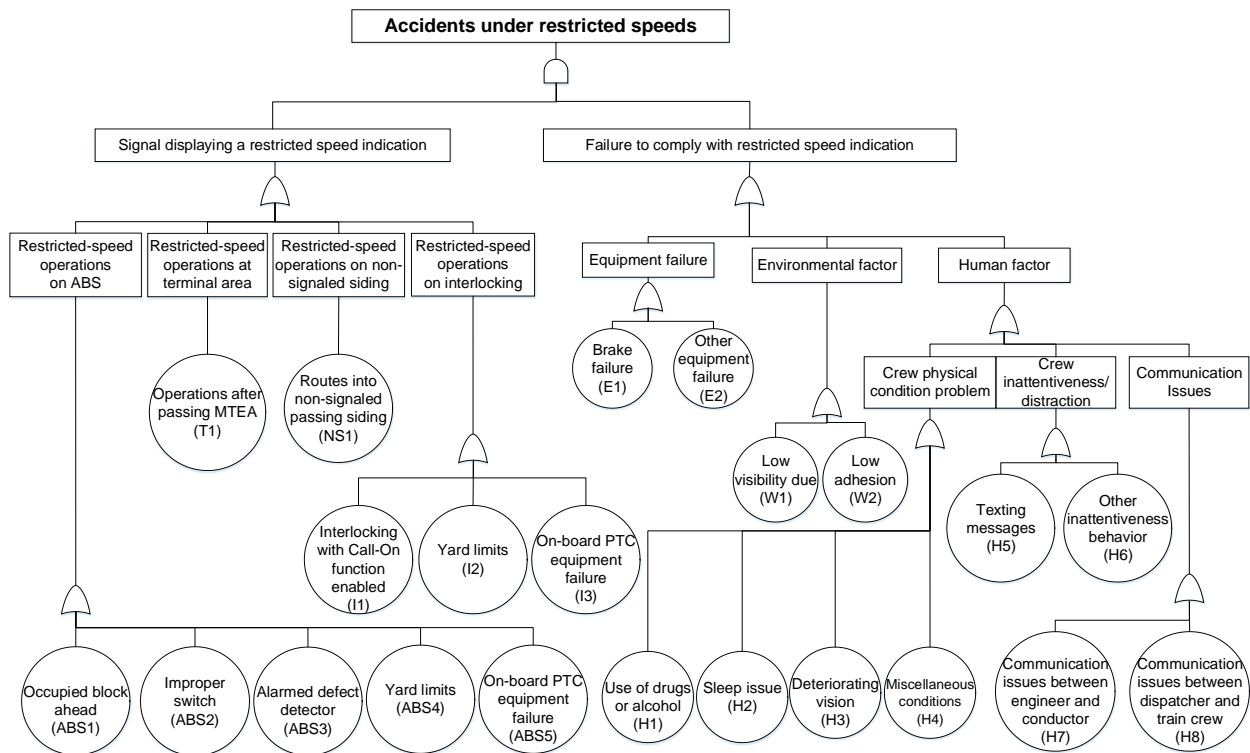 Accidents under restricted speeds
Signal displaying a restricted speed indication
Failure to comply with restricted speed indication
Restricted-speed
operations
on ABS
Restricted-speed
operations at
terminal area
Restricted-speed
operations on non-
signaled siding
Restricted-speed
operations
on interlocking
Equipment failure
Environmental factor
Human factor
Brake
failure
(E1)
Other
equipment
failure
(E2)
Crew physical
condition
problem
Crew
inattentiveness/
distraction
Communication
Issues
Operations after
passing MTEA
(T1)
Routes into
non-signaled
passing siding
(NS1)
Low
visibility due
(W1)
Low
adhesion
(W2)
Texting
messages
(H5)
Other
inattentiveness
behavior
(H6)
Interlocking
with Call-On
function
enabled
(I1)
Yard limits
(I2)
On-board PTC
equipment
failure
(I3)
Occupied block
ahead
(ABS1)
Improper
switch
(ABS2)
Alarmed defect
detector
(ABS3)
Yard limits
(ABS4)
On-board PTC
equipment
failure
(ABS5)
Use of drugs
or alcohol
(H1)
Sleep issue
(H2)
Deteriorating
vision
(H3)
Miscellaneous
conditions
(H4)
Communication
issues between
engineer and
conductor
(H7)
Communication
issues between
dispatcher and
train crew
(H8)